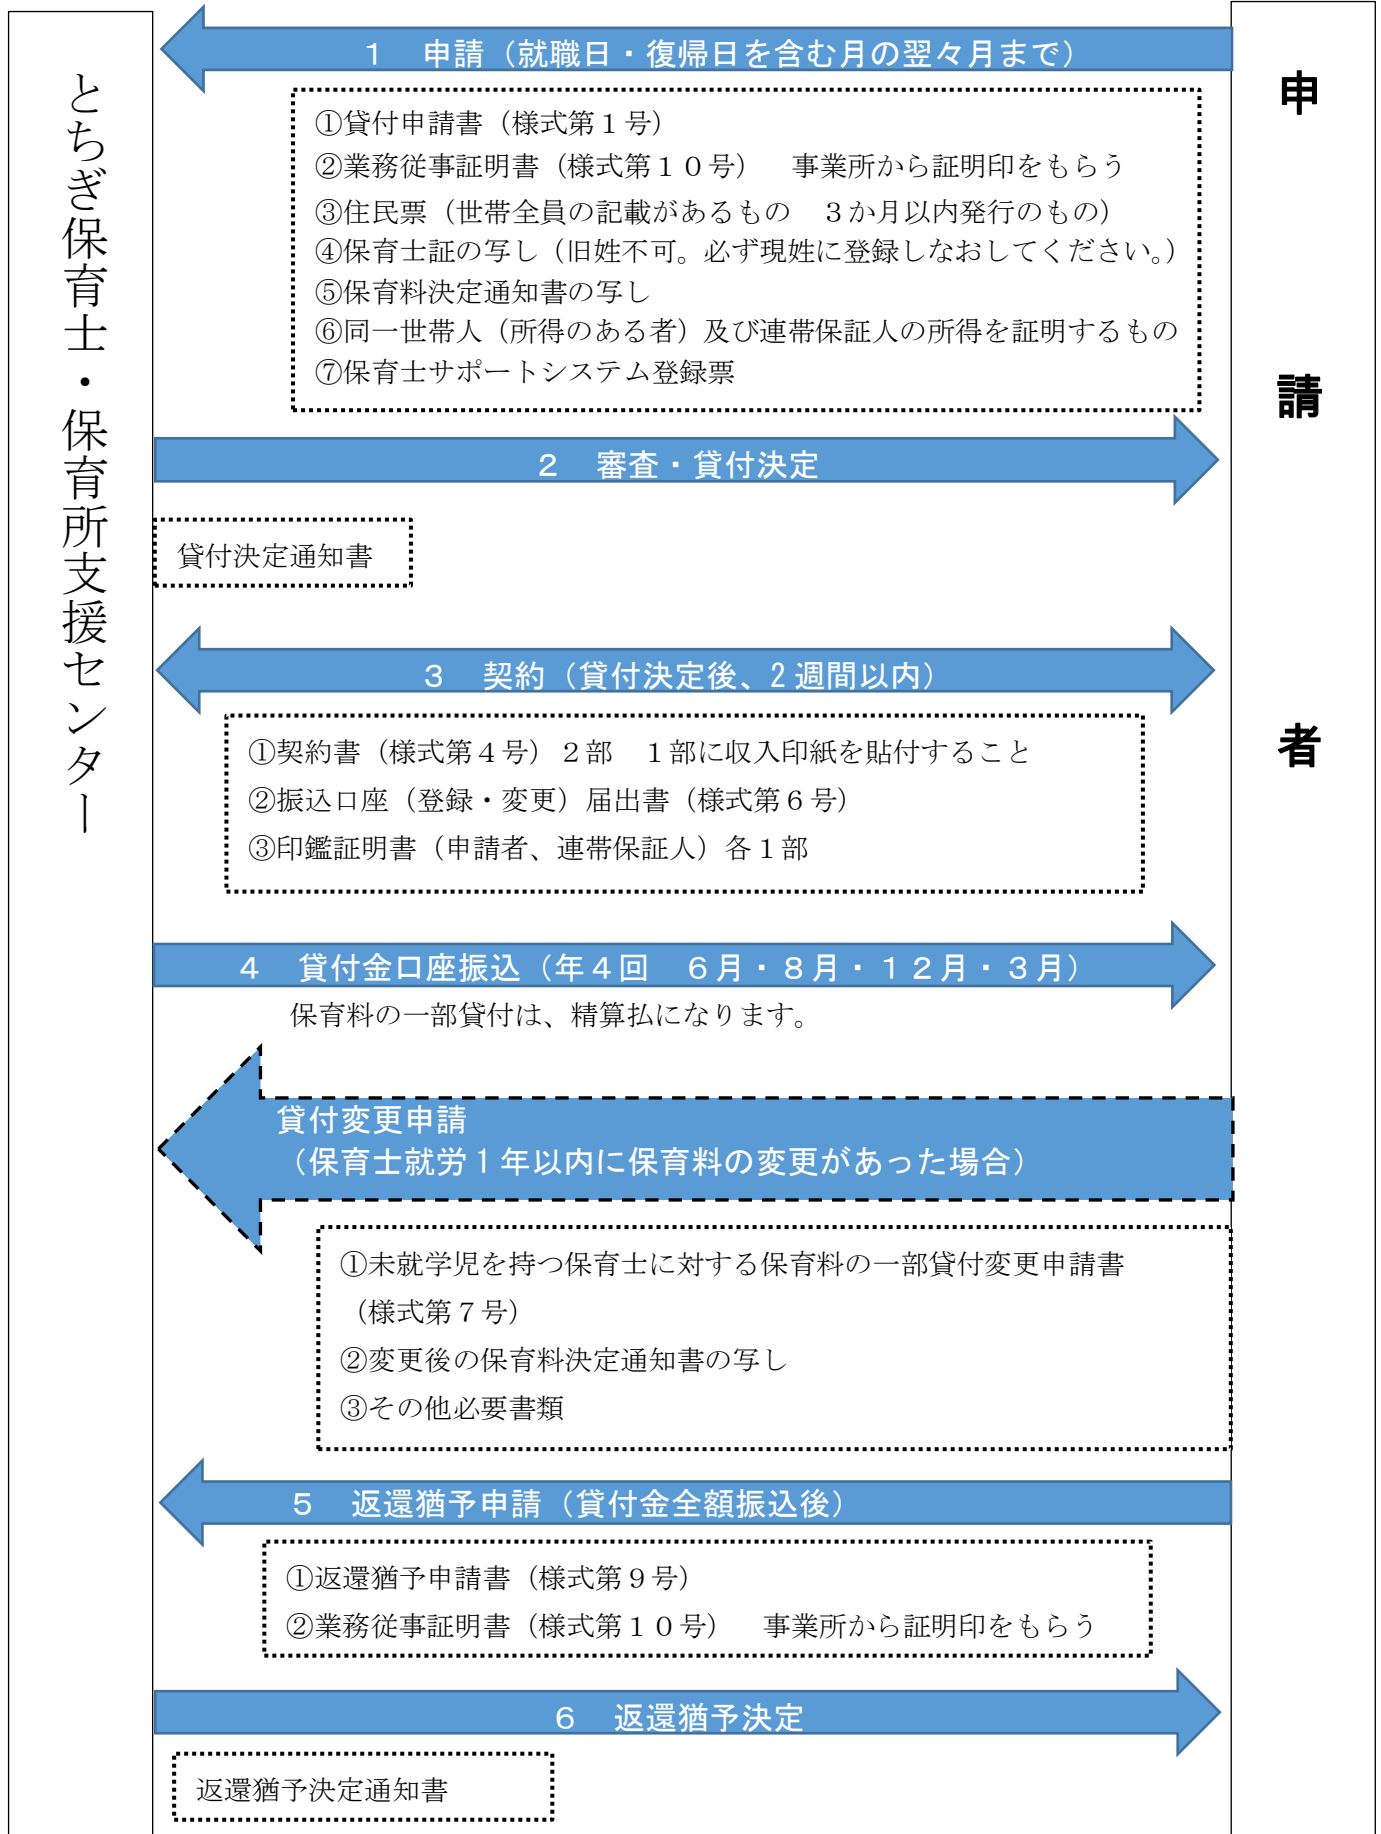 とちぎ保育士・保育所支援センター
申請者
１　申請（就職日・復帰日を含む月の翌々月まで）
①貸付申請書（様式第１号）
②業務従事証明書（様式第１０号）　事業所から証明印をもらう
③住民票（世帯全員の記載があるもの　３か月以内発行のもの）
④保育士証の写し（旧姓不可。必ず現姓に登録しなおしてください。）
⑤保育料決定通知書の写し
⑥同一世帯人（所得のある者）及び連帯保証人の所得を証明するもの
⑦保育士サポートシステム登録票
２　審査・貸付決定
貸付決定通知書
３　契約（貸付決定後、2週間以内）
①契約書（様式第４号）２部　１部に収入印紙を貼付すること
②振込口座（登録・変更）届出書（様式第６号）
③印鑑証明書（申請者、連帯保証人）各１部
４　貸付金口座振込（年４回　６月・８月・１２月・３月）
保育料の一部貸付は、精算払になります。
貸付変更申請
（保育士就労1年以内に保育料の変更があった場合）
①未就学児を持つ保育士に対する保育料の一部貸付変更申請書
（様式第７号）
②変更後の保育料決定通知書の写し
③その他必要書類
５　返還猶予申請（貸付金全額振込後）
①返還猶予申請書（様式第９号）
②業務従事証明書（様式第１０号）　事業所から証明印をもらう
６　返還猶予決定
返還猶予決定通知書